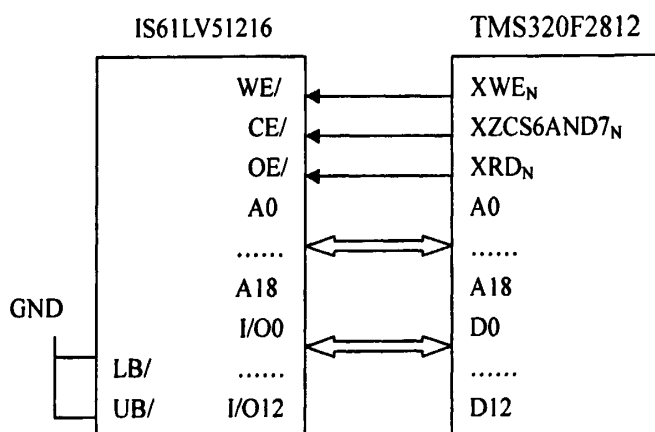 IS61LV51216
TMS320F2812
WE/
XWEN
CE/
XZCS6AND7N
OE/
XRDN
A0
A0
......
......
A18
A18
GND
I/O0
D0
LB/
......
......
UB/
I/O12
D12